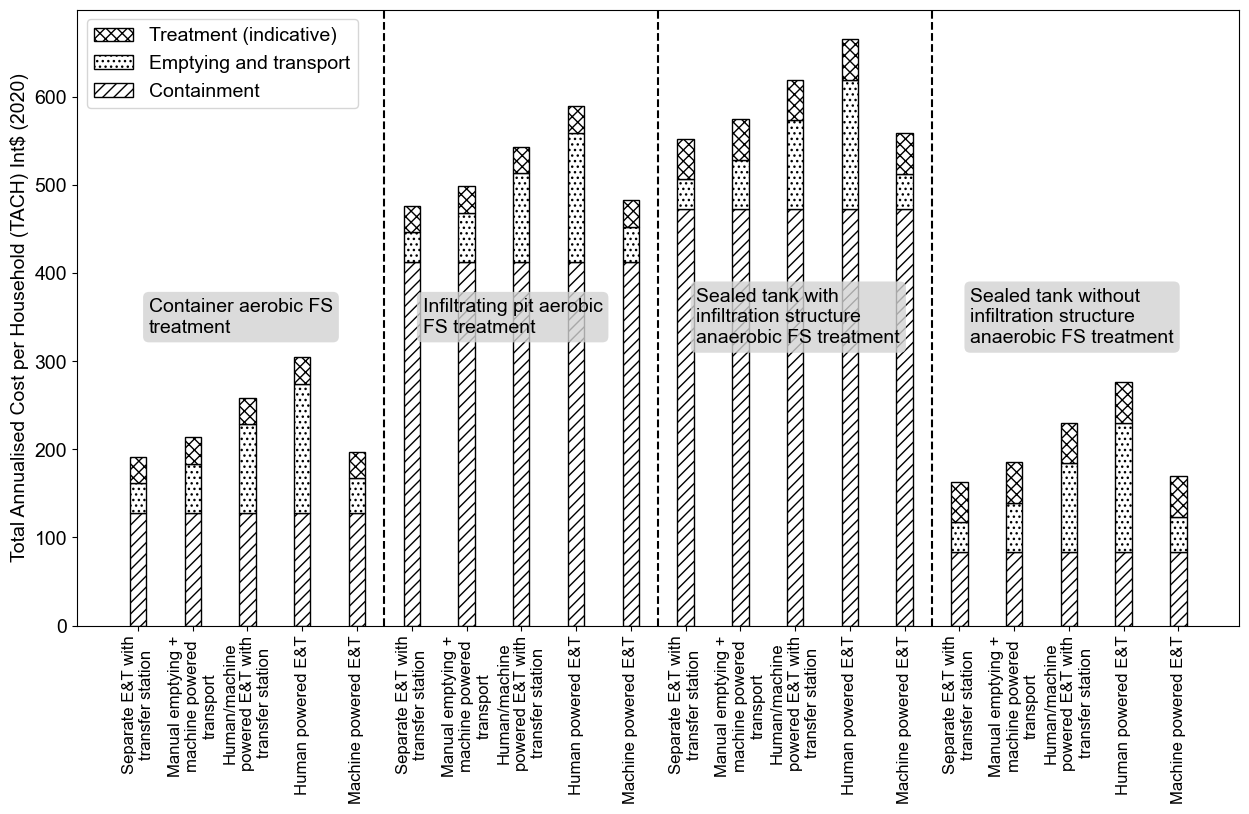 Total Annualised Cost per Household (TACH) Int$ (2020)
600
500
400
300
200
100
0
Treatment (indicative)
Emptying and transport
Containment
Container aerobic FS
treatment
Infiltrating pit aerobic
FS treatment
Sealed tank with
infiltration structure
anaerobic FS treatment
Sealed tank without
infiltration structure
anaerobic FS treatment
Separate E&T with
transfer station
Manual emptying +
machine powered
transport
Human/machine
powered E&T with
transfer station
Human powered E&T
Machine powered E&T
Separate E&T with
transfer station
Manual emptying +
machine powered
transport
Human/machine
powered E&T with
transfer station
Human powered E&T
Machine powered E&T
Separate E&T with
transfer station
Manual emptying +
machine powered
transport
Human/machine
powered E&T with
transfer station
Human powered E&T
Machine powered E&T
Separate E&T with
transfer station
Manual emptying +
machine powered
transport
Human/machine
powered E&T with
transfer station
Human powered E&T
Machine powered E&T